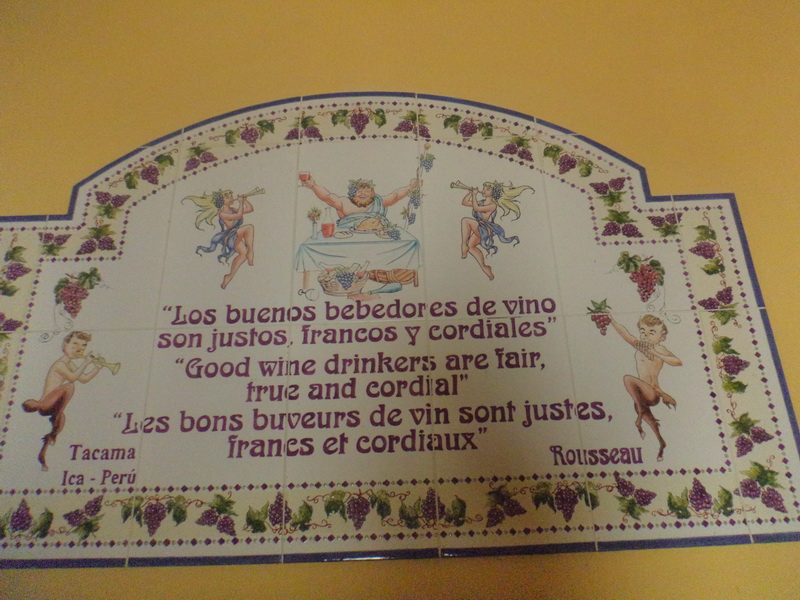 “Los buenos bebedores de vino
son justos, francos y cordiales”
“Good wine drinkers are fair,
true and cordial”
“Les bons buveurs de vin sont justes,
francs et cordiaux”
Tacama
Ica - Perú
Rousseau